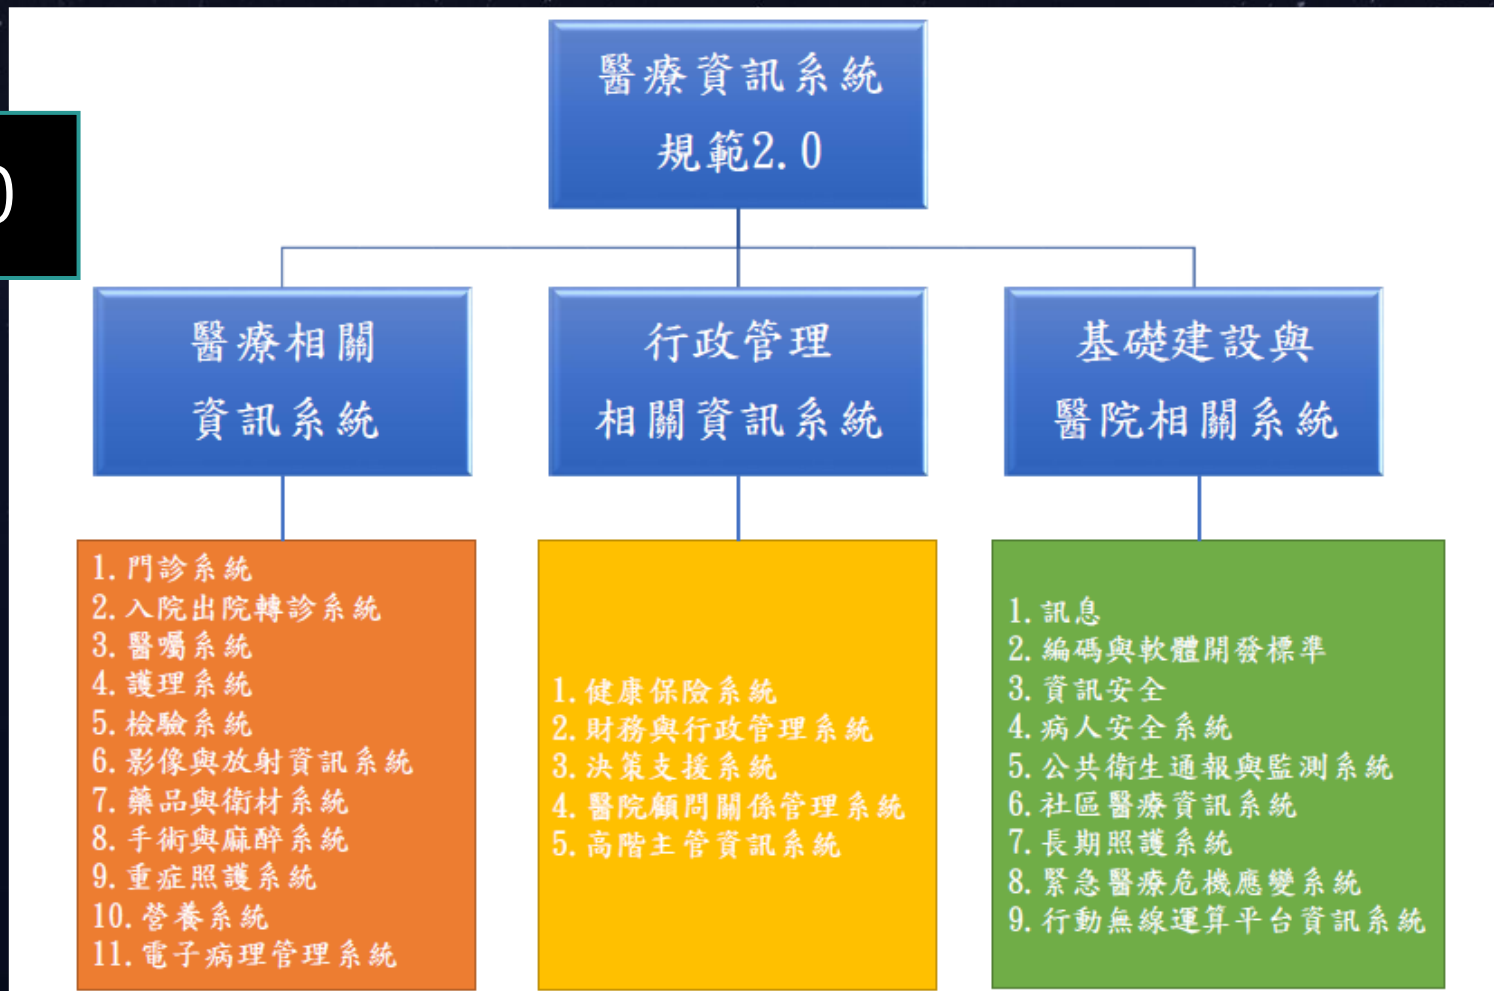 醫療資訊系統
規範2.0
0
醫療相關
資訊系統
行政管理
相關資訊系統
基礎建設與
醫院相關系統
1.門診系統
2.入院出院轉診系統
3.醫囑系統
4.護理系統
5.檢驗系統
6.影像與放射資訊系統
7.藥品與衛材系統
8.手術與麻醉系統
9.重症照護系統
10.營養系統
11.電子病理管理系統
1.健康保險系統
2.財務與行政管理系統
3.決策支援系統
4.醫院顧問關係管理系統
5.高階主管資訊系統
1.訊息
2.編碼與軟體開發標準
3.資訊安全
4.病人安全系統
5.公共衛生通報與監測系統
6.社區醫療資訊系統
7.長期照護系統
8.緊急醫療危機應變系統
9.行動無線運算平台資訊系統